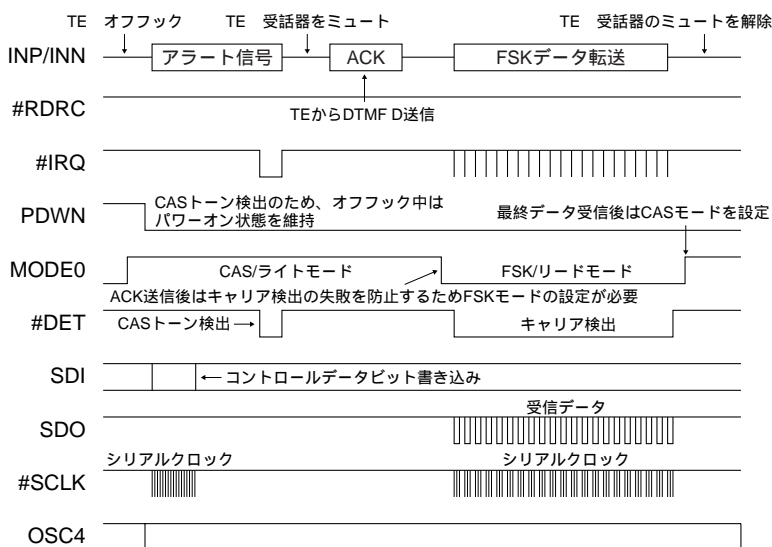 TE オフフック TE 受話器をミュート TE 受話器のミュートを解除
INP/INN アラート信号 ACK FSKデータ転送
#RDRC
TEからDTMF D送信
#IRQ
CASトーン検出のため、オフフック中は
パワーオン状態を維持
PDWN
最終データ受信後はCASモードを設定
MODE0 CAS/ライトモード FSK/リードモード
ACK送信後はキャリア検出の失敗を防止するためFSKモードの設定が必要
#DET CASトーン検出 キャリア検出
SDI コントロールデータビット書き込み
受信データ
SDO
シリアルクロック シリアルクロック
#SCLK
OSC4